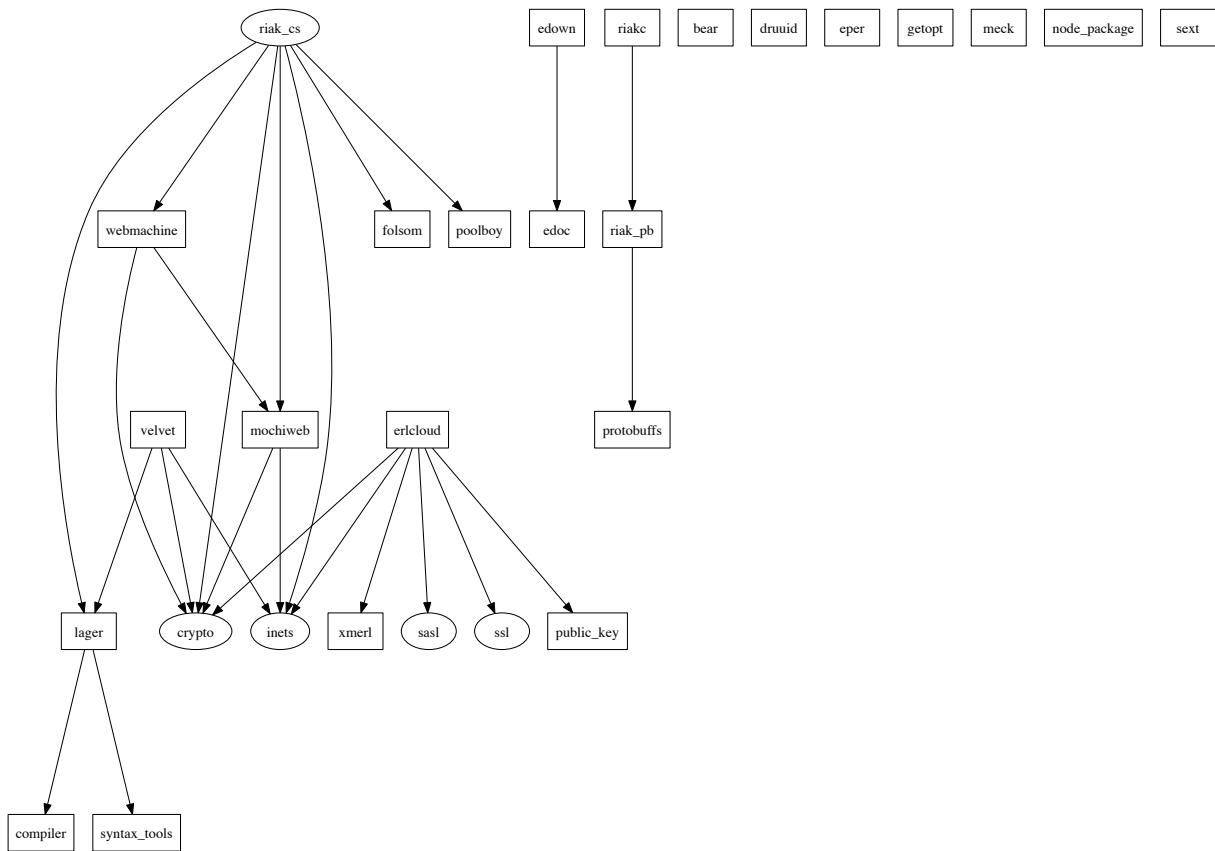 riak_cs
edown
riakc
bear
druuid
eper
getopt
meck
node_package
sext
webmachine
folsom
poolboy
edoc
riak_pb
velvet
mochiweb
erlcloud
protobuffs
lager
crypto
inets
xmerl
sasl
ssl
public_key
compiler
syntax_tools